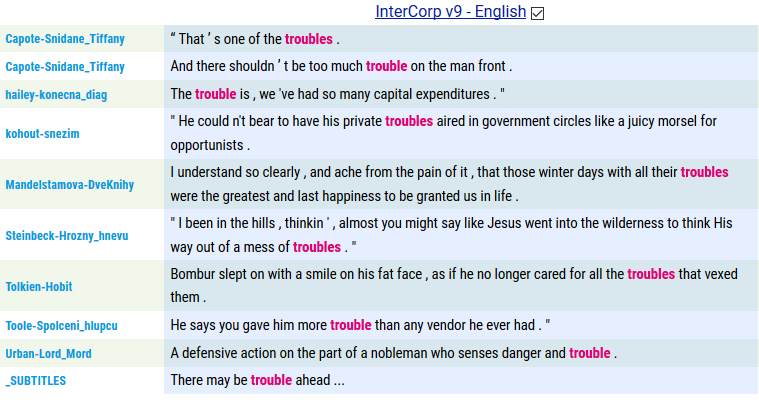 InterCorp v9 - English
Capote-Snidane_Tiffany “ That ’ s one of the troubles .
Capote-Snidane_Tiffany And there shouldn ’ t be too much trouble on the man front .
hailey-konecna_diag The trouble is , we 've had so many capital expenditures . "
kohout-snezim " He could n't bear to have his private troubles aired in government circles like a juicy morsel for
opportunists .
Mandelstamova-DveKnihy I understand so clearly , and ache from the pain of it , that those winter days with all their troubles
were the greatest and last happiness to be granted us in life .
Steinbeck-Hrozny_hnevu " I been in the hills , thinkin ' , almost you might say like Jesus went into the wilderness to think His
way out of a mess of troubles . "
Tolkien-Hobit Bombur slept on with a smile on his fat face , as if he no longer cared for all the troubles that vexed
them .
Toole-Spolceni_hlupcu He says you gave him more trouble than any vendor he ever had . "
Urban-Lord_Mord A defensive action on the part of a nobleman who senses danger and trouble .
_SUBTITLES There may be trouble ahead ...